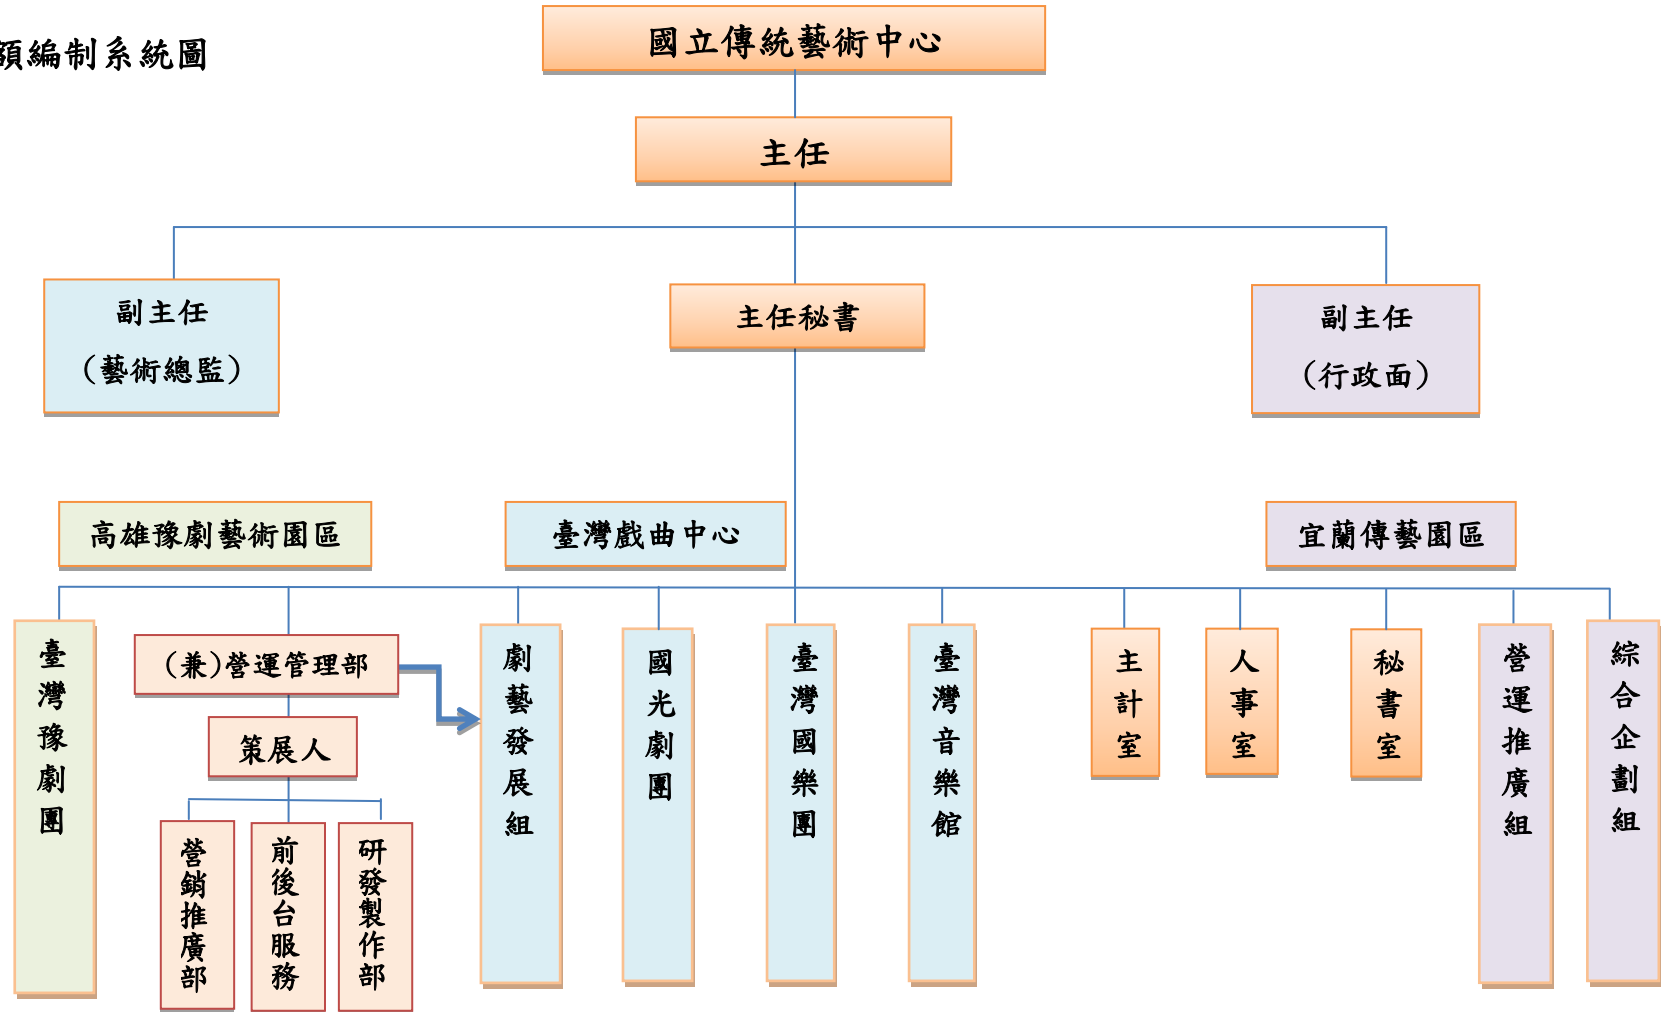 額編制系統圖
國立傳統藝術中心
主任
副主任
（藝術總監）
主任秘書
副主任
（行政面）
高雄豫劇藝術園區
臺灣戲曲中心
宜蘭傳藝園區
臺灣豫劇團
（兼）營運管理部
策展人
營銷推廣部
前後台服務
研發製作部
劇藝發展組
國光劇團
臺灣國樂團
臺灣音樂館
主計室
人事室
秘書室
營運推廣組
綜合企劃組